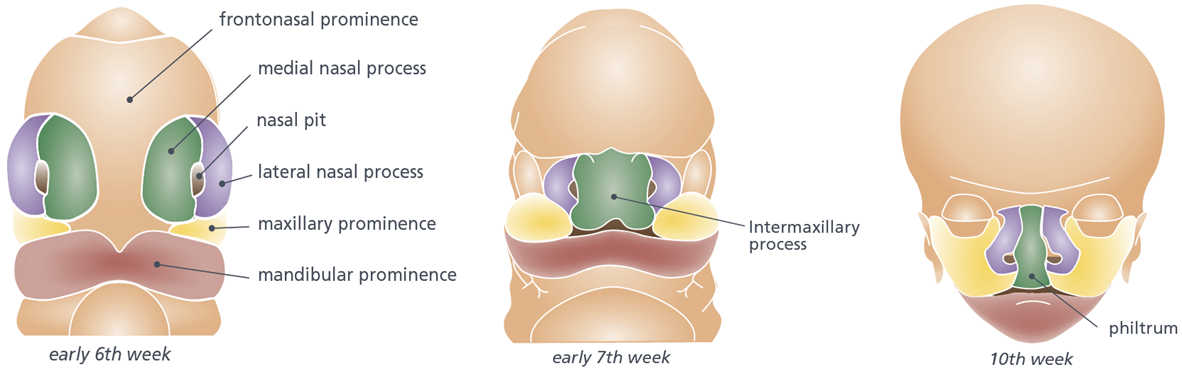 frontonasal prominence
medial nasal process
nasal pit
lateral nasal process
maxillary prominence
mandibular prominence
early 6th week
Intermaxillary
process
early 7th week
philtrum
10th week